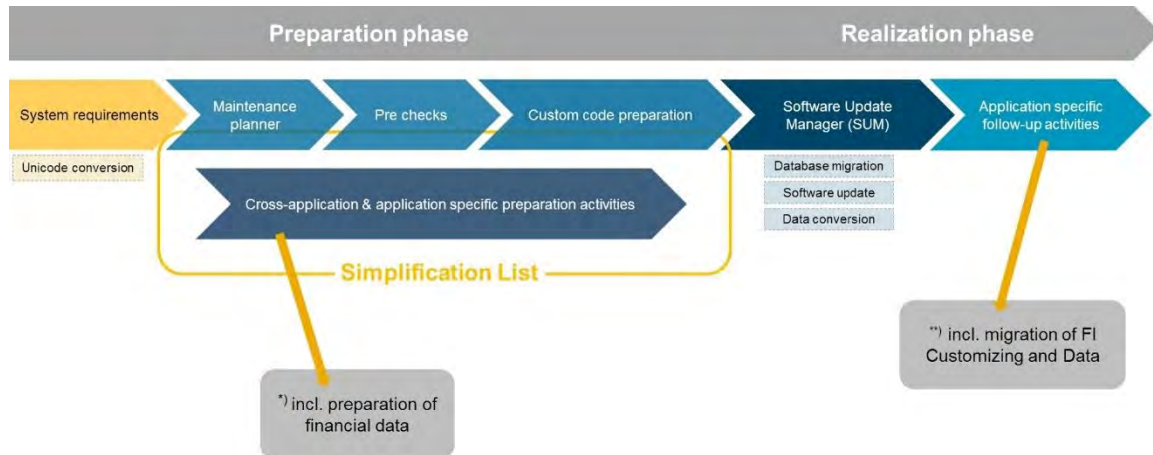 Preparation phase
Realization phase
System requirements
Maintenance
planner
Pre checks
Custom code preparation
Software Update
Manager (SUM)
Application specific
follow-up activities
Unicode conversion
Database migration
Software update
Data conversion
Cross-application & application specific preparation activities
Simplification List
*) incl. preparation of
financial data
**) incl. migration of FI
Customizing and Data